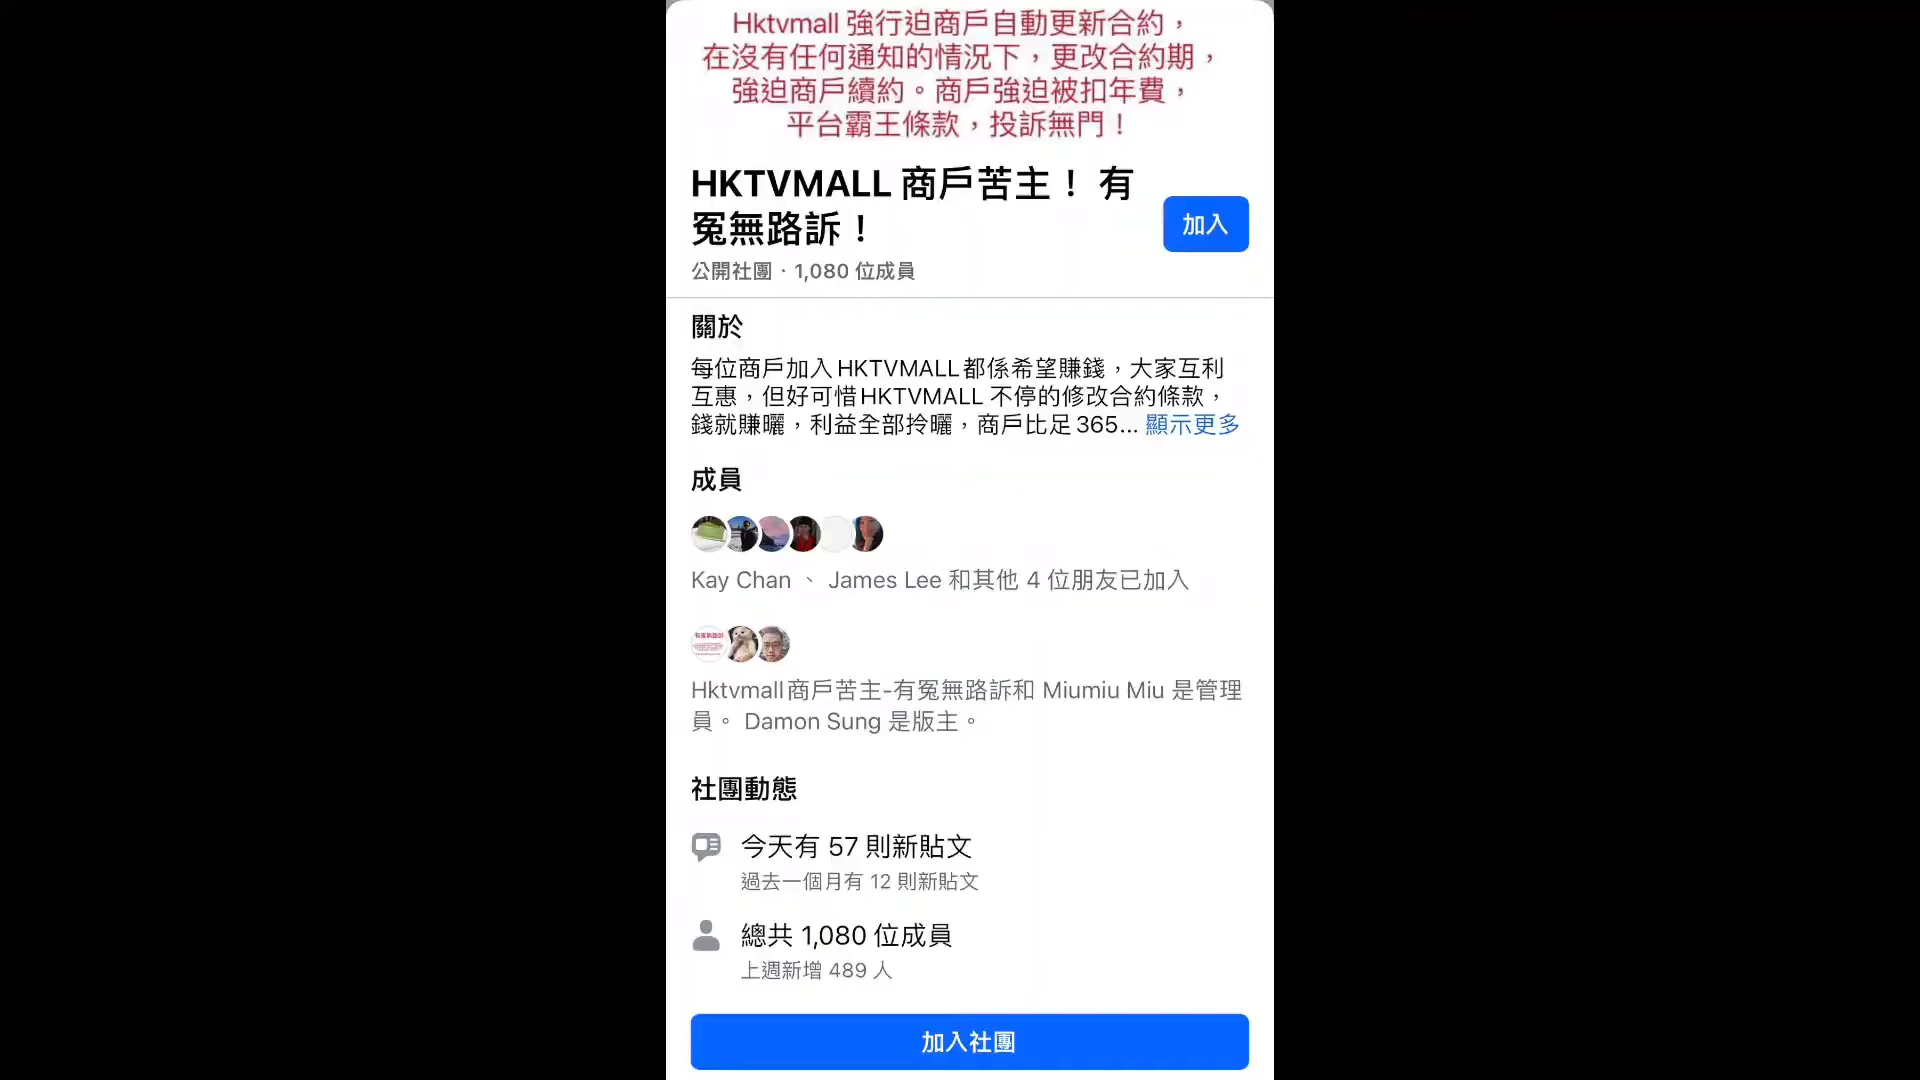 Hktvmall 強行迫商戶自動更新合約，
在沒有任何通知的情況下，更改合約期，
強迫商戶續約。商戶強迫被扣年費，
平台霸王條款，投訴無門！
HKTVMALL 商戶苦主！ 有
冤無路訴！
加入
公開社團 · 1,080 位成員
關於
每位商戶加入HKTVMALL都係希望賺錢，大家互利
互惠，但好可惜HKTVMALL 不停的修改合約條款，
錢就賺曬，利益全部拎曬，商戶比足365... 顯示更多
成員
Kay Chan 、 James Lee 和其他 4 位朋友已加入
Hktvmall商戶苦主-有冤無路訴和 Miumiu Miu 是管理
員。 Damon Sung 是版主。
社團動態
今天有 57 則新貼文
過去一個月有 12 則新貼文
總共 1,080 位成員
上週新增 489 人
加入社團